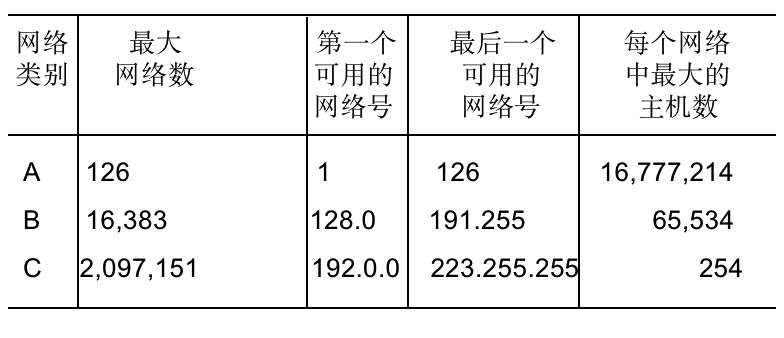 网络 最大 第一个 最后一个 每个网络
类别 网络数 可用的 可用的 中最大的
网络号 网络号 主机数
A 126 1 126 16,777,214
B 16,383 128.0 191.255 65,534
C 2,097,151 192.0.0 223.255.255 254